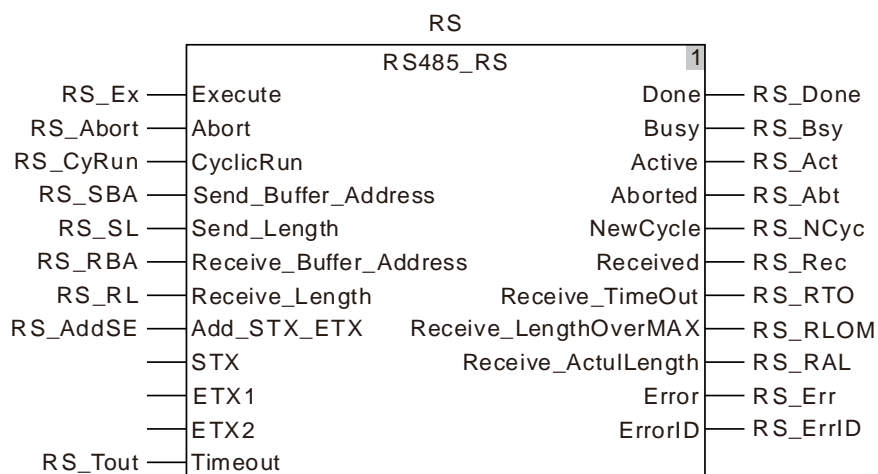 RS
RS485_RS 1
RS_Ex Execute Done RS_Done
RS_Abort Abort Busy RS_Bsy
RS_CyRun CyclicRun Active RS_Act
RS_SBA Send_Buffer_Address Aborted RS_Abt
RS_SL Send_Length NewCycle RS_NCyc
RS_RBA Receive_Buffer_Address Received RS_Rec
RS_RL Receive_Length Receive_TimeOut RS_RTO
RS_AddSE Add_STX_ETX Receive_LengthOverMAX RS_RLOM
STX Receive_ActulLength RS_RAL
ETX1 Error RS_Err
ETX2 ErrorID RS_ErrID
RS_Tout Timeout